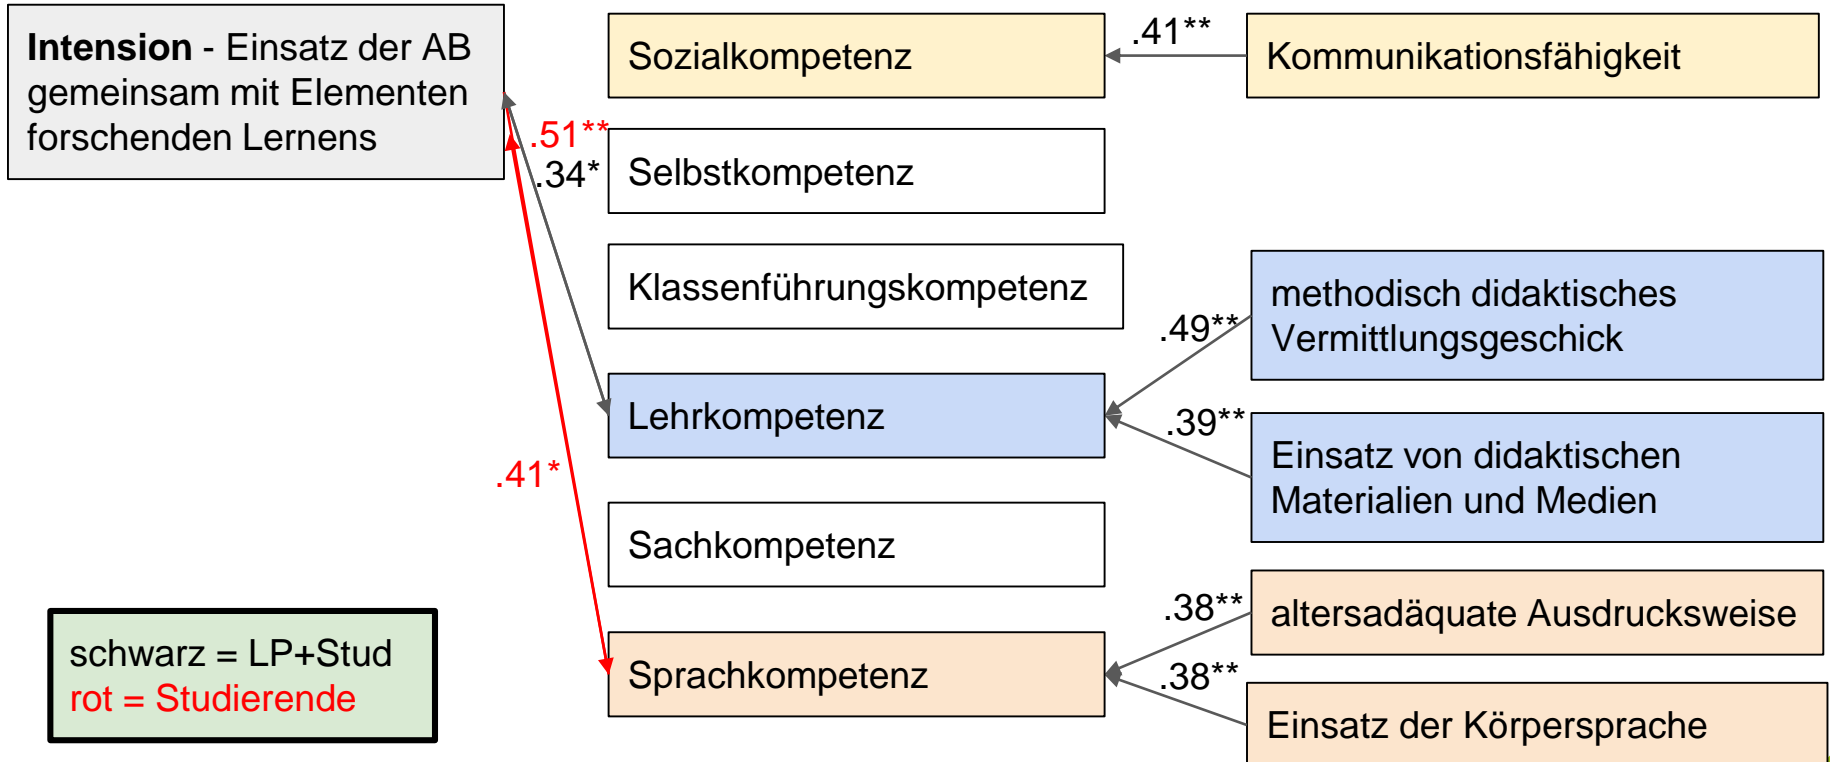 Intension - Einsatz der AB
gemeinsam mit Elementen
forschenden Lernens
.51**
.34*
.41*
schwarz = LP+Stud
rot = Studierende
Sozialkompetenz
Selbstkompetenz
Klassenführungskompetenz
Lehrkompetenz
Sachkompetenz
Sprachkompetenz
.41**
Kommunikationsfähigkeit
.49**
methodisch didaktisches
Vermittlungsgeschick
.39**
Einsatz von didaktischen
Materialien und Medien
.38**
altersadäquate Ausdrucksweise
.38**
Einsatz der Körpersprache